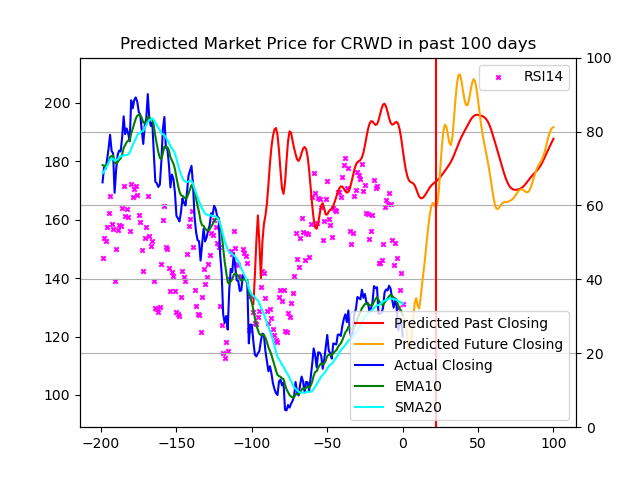 Predicted Market Price for CRWD in past 100 days
RSI14
200
180
160
140
120
100
100
80
60
40
20
0
Predicted Past Closing
Predicted Future Closing
Actual Closing
EMA10
SMA20
−200 −150 −100 −50 0 50 100